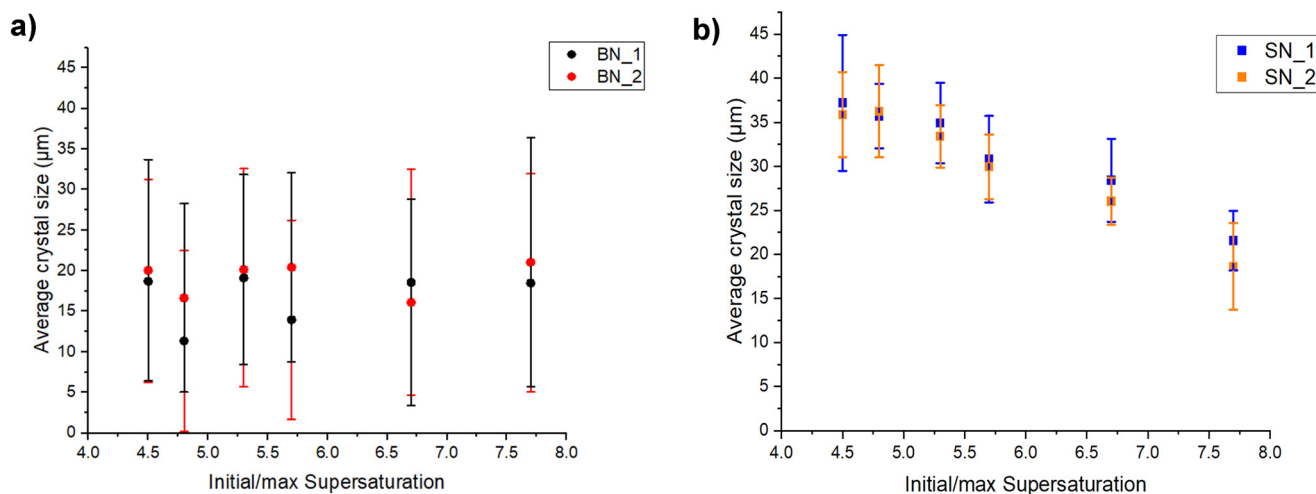 a)
BN_1
BN_2
Average crystal size (μm)
45
40
35
30
25
20
15
10
5
0
4.0 4.5 5.0 5.5 6.0 6.5 7.0 7.5 8.0
Initial/max Supersaturation
b)
SN_1
SN_2
Average crystal size (μm)
45
40
35
30
25
20
15
10
5
0
4.0 4.5 5.0 5.5 6.0 6.5 7.0 7.5 8.0
Initial/max Supersaturation